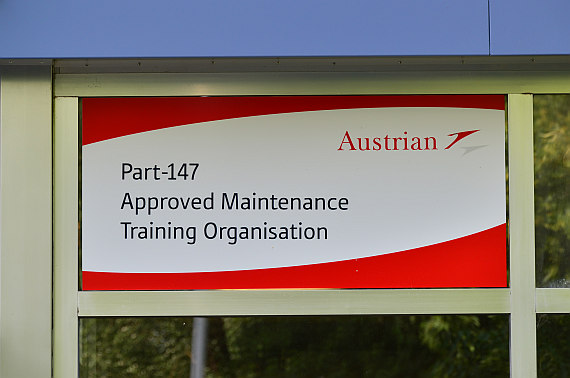 Austrian
Part-147
Approved Maintenance
Training Organisation